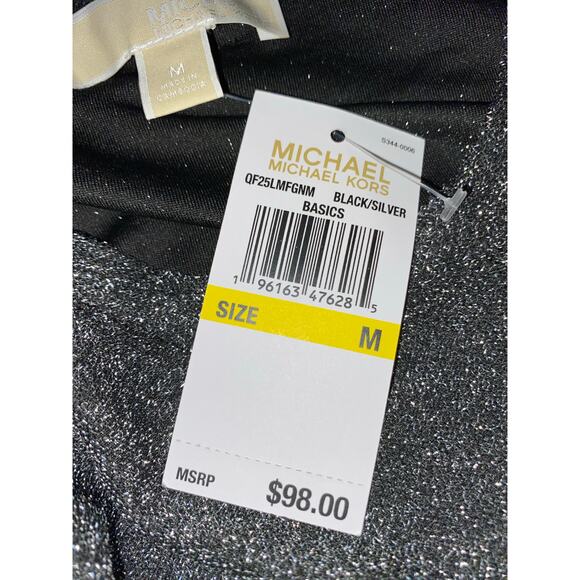 M
MADE IN
CAMBODIA
S344-0006
MICHAEL
MICHAEL KORS
QF25LMFGNM BLACK/SILVER
BASICS
1 96163 47628 5
SIZE M
MSRP $98.00